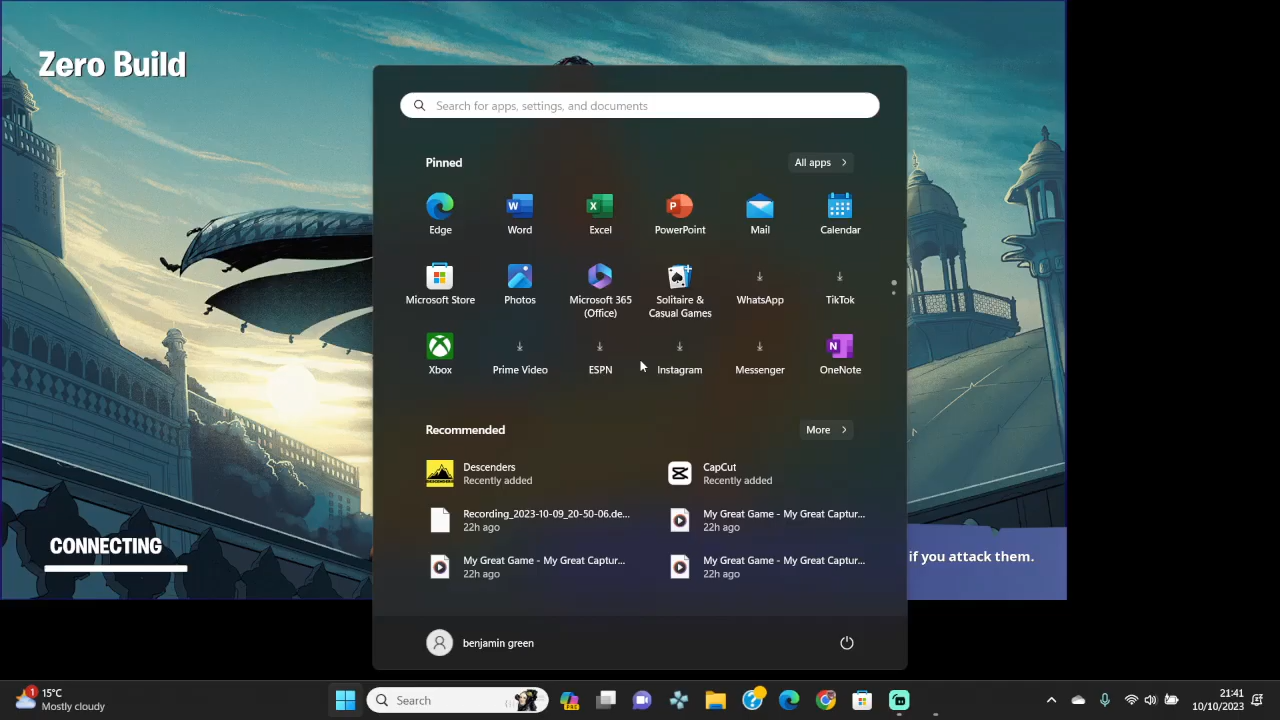 Zero Build
Search for apps, settings, and documents
Pinned
All apps
Edge
Word
Excel
PowerPoint
Mail
Calendar
Microsoft Store
Photos
Microsoft 365
(Office)
Solitaire &
Casual Games
WhatsApp
TikTok
Xbox
Prime Video
ESPN
Instagram
Messenger
OneNote
Recommended
More
Descenders
Recently added
CapCut
Recently added
Recording_2023-10-09_20-50-06.de...
22h ago
My Great Game - My Great Captur...
22h ago
My Great Game - My Great Captur...
22h ago
My Great Game - My Great Captur...
22h ago
CONNECTING
if you attack them.
benjamin green
1
15°C
Mostly cloudy
Search
21:41
10/10/2023